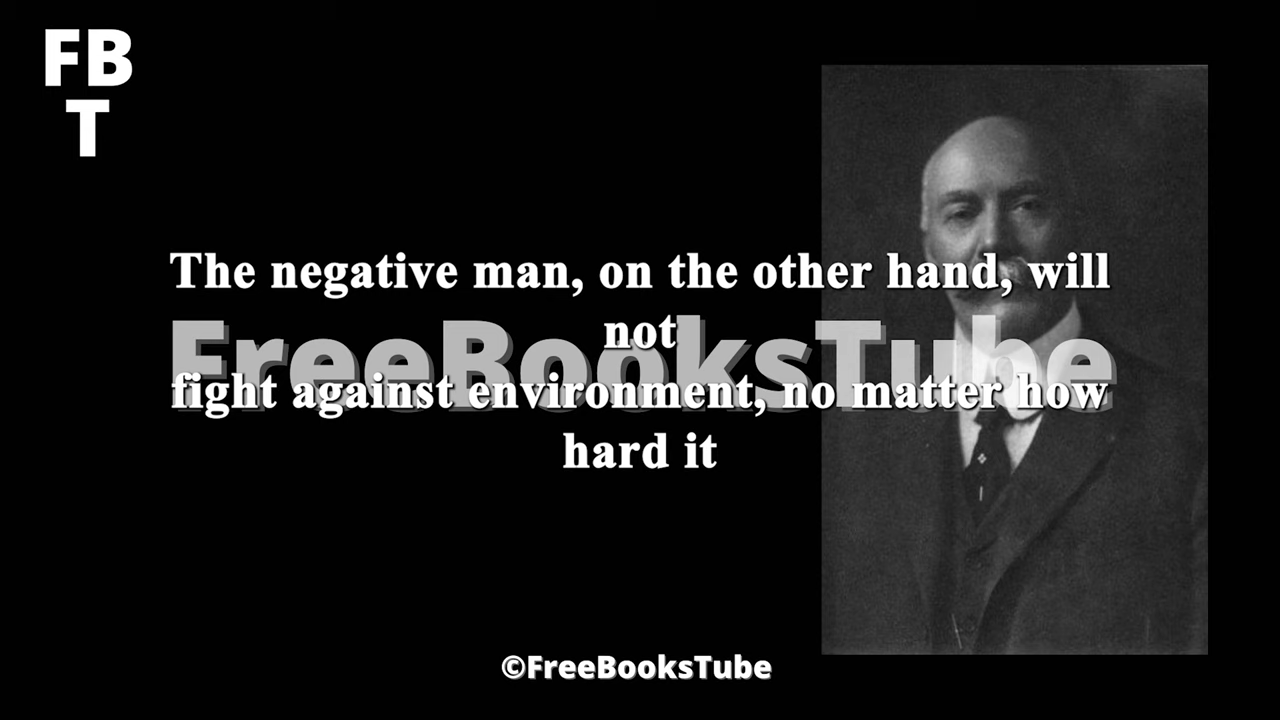 FB
T
The negative man, on the other hand, will
not
FreeBooksTube
fight against environment, no matter how
hard it
©FreeBooksTube